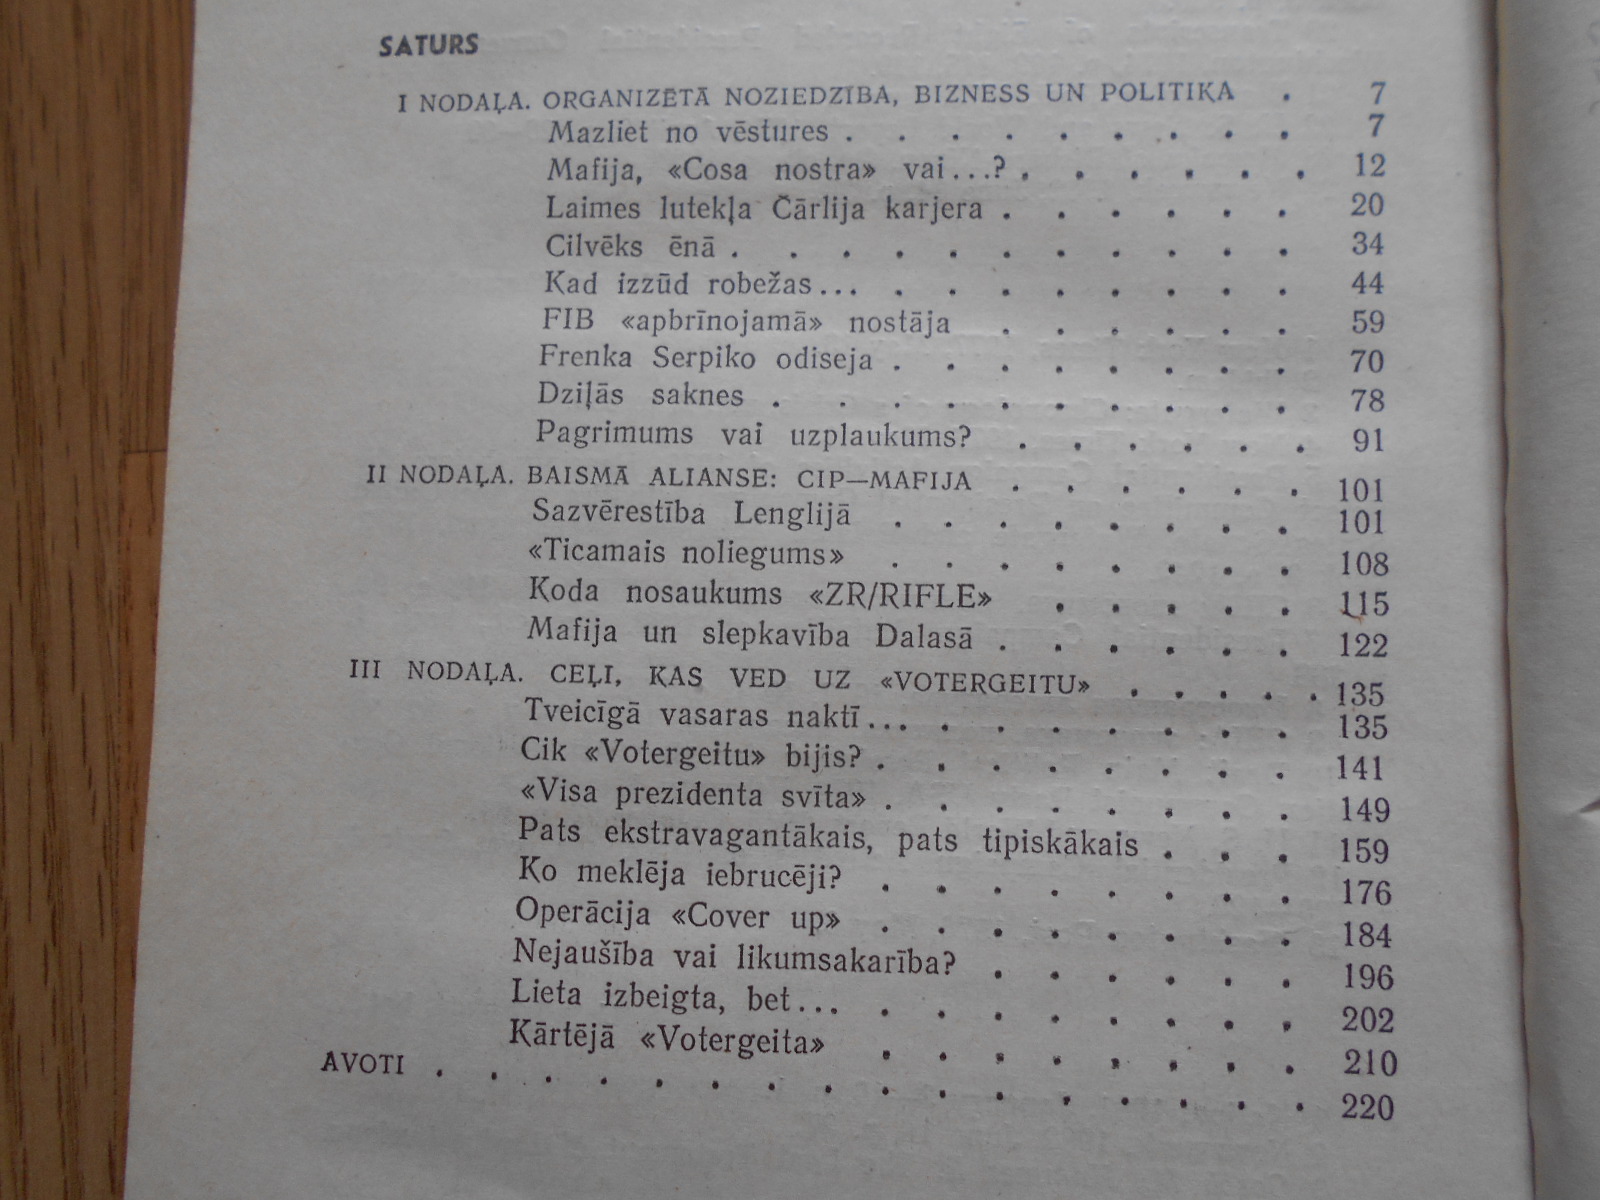 SATURS
I NODAĻA. ORGANIZĒTĀ NOZIEDZĪBA, BIZNESS UN POLITIKA . 7
Mazliet no vēstures . . . . . . . . . 7
Mafija, «Cosa nostra» vai...? . . . . . . 12
Laimes lutekļa Čārlija karjera . . . . . . 20
Cilvēks ēnā . . . . . . . . . . . 34
Kad izzūd robežas... . . . . . . . . 44
FIB «apbrīnojamā» nostāja . . . . . . 59
Frenka Serpiko odiseja . . . . . . . . 70
Dziļās saknes . . . . . . . . . . 78
Pagrimums vai uzplaukums? . . . . . . 91
II NODAĻA. BAISMĀ ALIANSE: CIP—MAFIJA . . . . . . 101
Sazvērestība Lenglijā . . . . . . . . 101
«Ticamais noliegums» . . . . . . . . 108
Koda nosaukums «ZR/RIFLE» . . . . . 115
Mafija un slepkavība Dalasā . . . . . . 122
III NODAĻA. CEĻI, KAS VED UZ «VOTERGEITU» . . . . . 135
Tveicīgā vasaras naktī... . . . . . . . 135
Cik «Votergeitu» bijis? . . . . . . . . 141
«Visa prezidenta svīta» . . . . . . . . 149
Pats ekstravagantākais, pats tipiskākais . . . 159
Ko meklēja iebrucēji? . . . . . . . . 176
Operācija «Cover up» . . . . . . . . 184
Nejaušība vai likumsakarība? . . . . . . 196
Lieta izbeigta, bet... . . . . . . . . 202
Kārtējā «Votergeita» . . . . . . . . 210
AVOTI . . . . . . . . . . . . . . . . 220